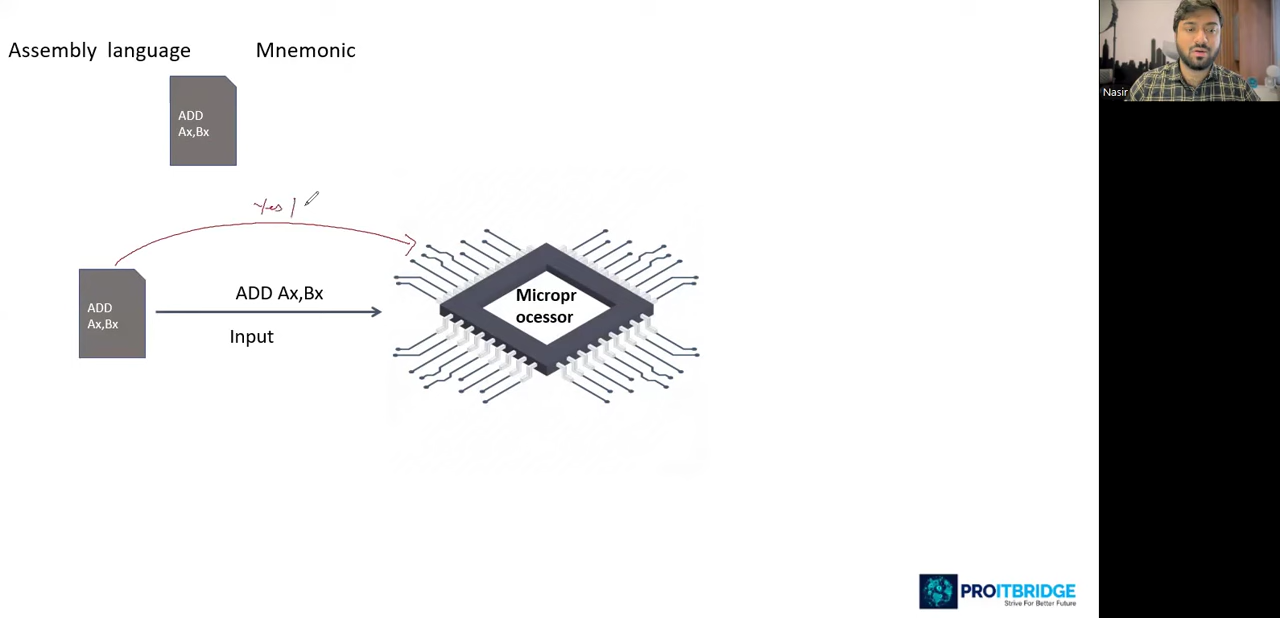 Assembly language Mnemonic
ADD
Ax,Bx
Yes |
ADD Ax,Bx
ADD
Ax,Bx
Input
Micropr
ocessor
Nasir
PROITBRIDGE
Strive For Better Future